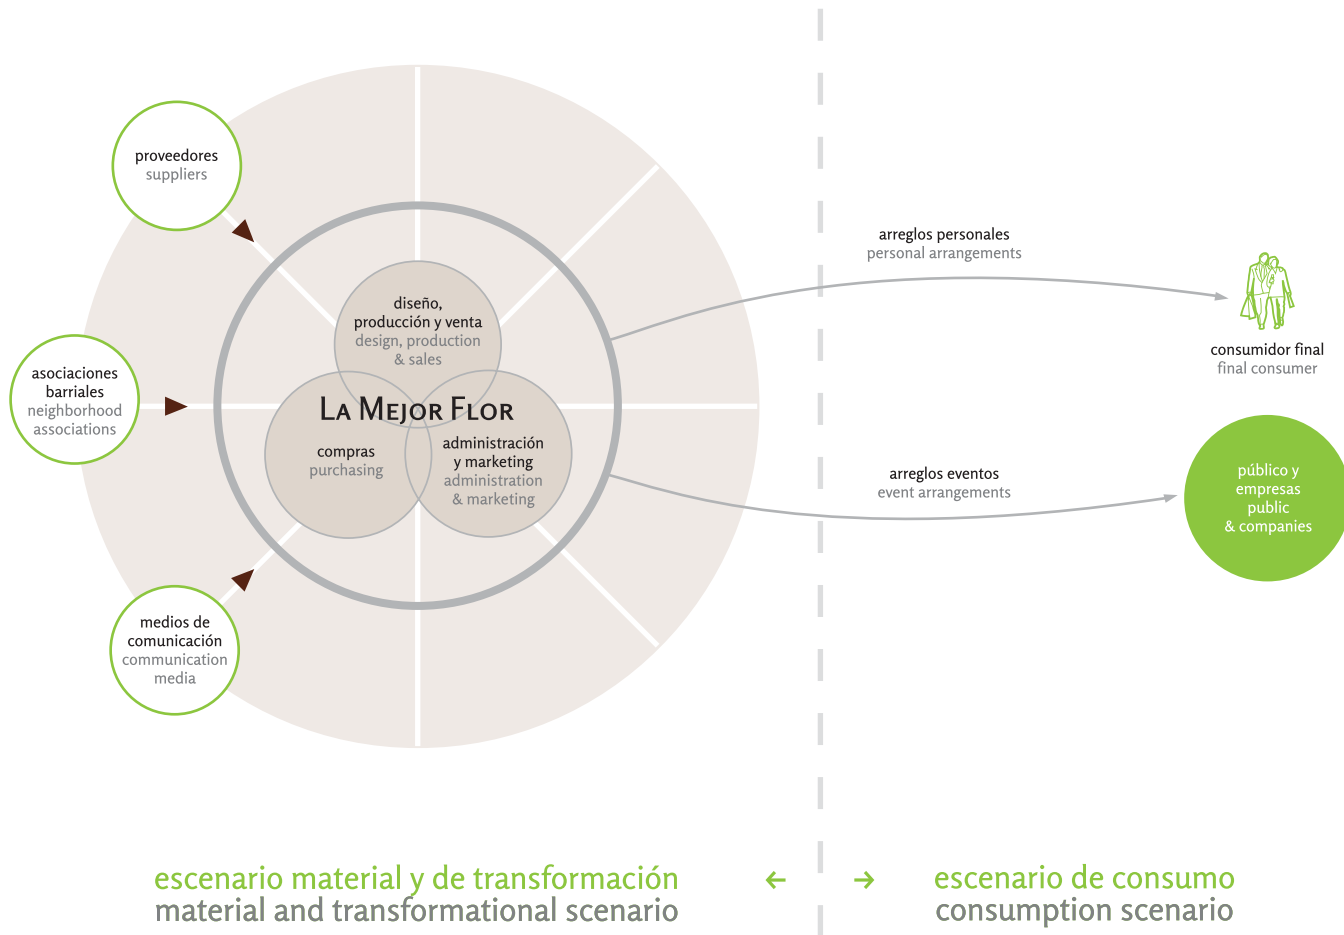 proveedores
suppliers
asociaciones
barriales
neighborhood
associations
medios de
comunicación
communication
media
diseño,
producción y venta
design, production
& sales
La Mejor Flor
compras
purchasing
administración
y marketing
administration
& marketing
arreglos personales
personal arrangements
consumidor final
final consumer
arreglos eventos
event arrangements
público y
empresas
public
& companies
escenario material y de transformación
material and transformational scenario
escenario de consumo
consumption scenario